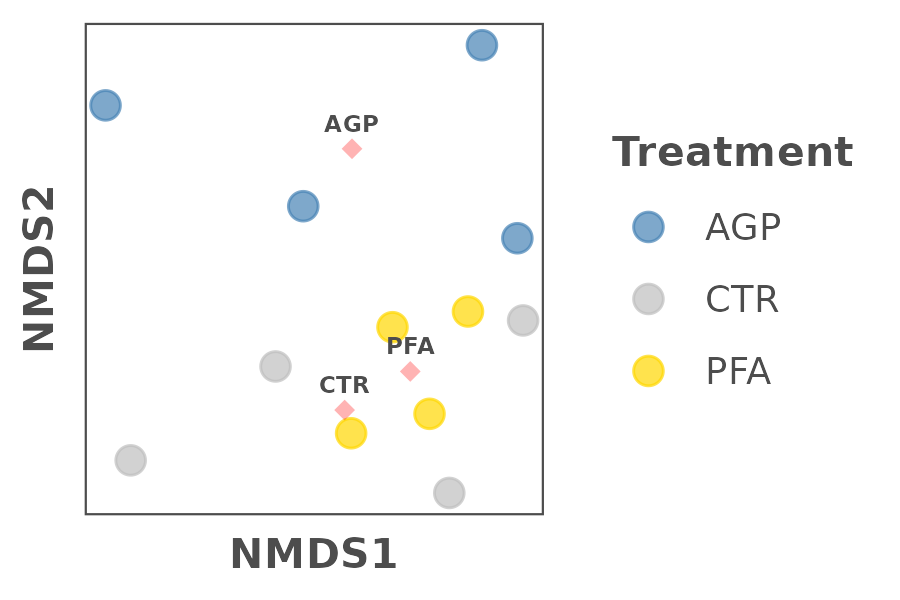 AGP
PFA
CTR
NMDS2
NMDS1
Treatment
AGP
CTR
PFA